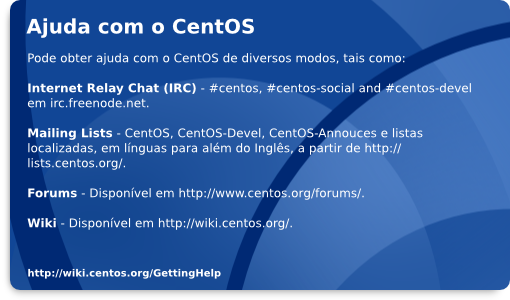 Ajuda com o CentOS
Pode obter ajuda com o CentOS de diversos modos, tais como:
Internet Relay Chat (IRC) - #centos, #centos-social and #centos-devel
em irc.freenode.net.
Mailing Lists - CentOS, CentOS-Devel, CentOS-Annouces e listas
localizadas, em línguas para além do Inglês, a partir de http://
lists.centos.org/.
Forums - Disponível em http://www.centos.org/forums/.
Wiki - Disponível em http://wiki.centos.org/.
http://wiki.centos.org/GettingHelp